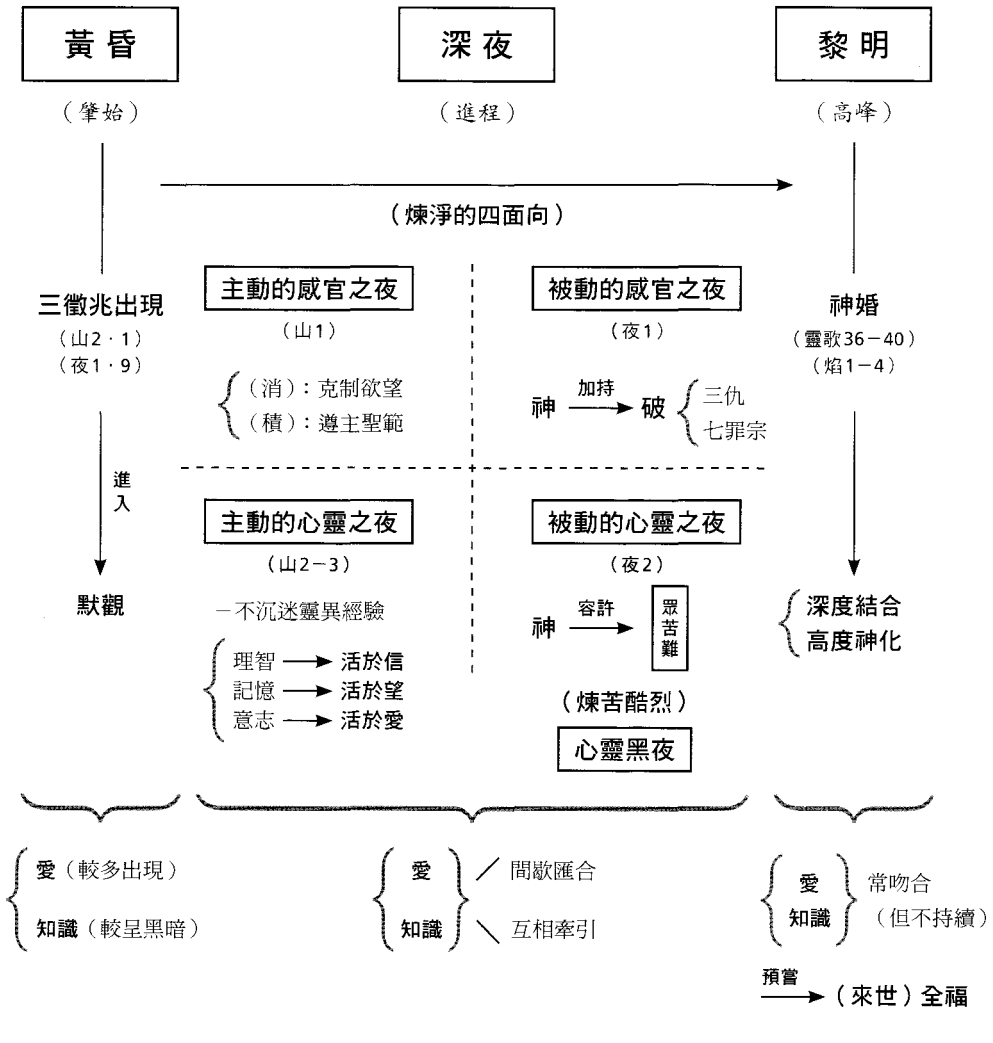 黃昏
（肇始）
深夜
（進程）
黎明
（高峰）
（煉淨的四面向）
三徵兆出現
（山2·1）
（夜1·9）
進入
默觀
主動的感官之夜
（山1）
（消）：克制欲望
（積）：遵主聖範
被動的感官之夜
（夜1）
神 加持 破 三仇
七罪宗
主動的心靈之夜
（山2－3）
－不沉迷靈異經驗
理智 活於信
記憶 活於望
意志 活於愛
被動的心靈之夜
（夜2）
神 容許 眾苦難
（煉苦酷烈）
心靈黑夜
神婚
（靈歌36－40）
（焰1－4）
深度結合
高度神化
愛（較多出現）
知識（較呈黑暗）
愛 間歇匯合
知識 互相牽引
愛 常吻合
知識（但不持續）
預嘗
（來世）全福